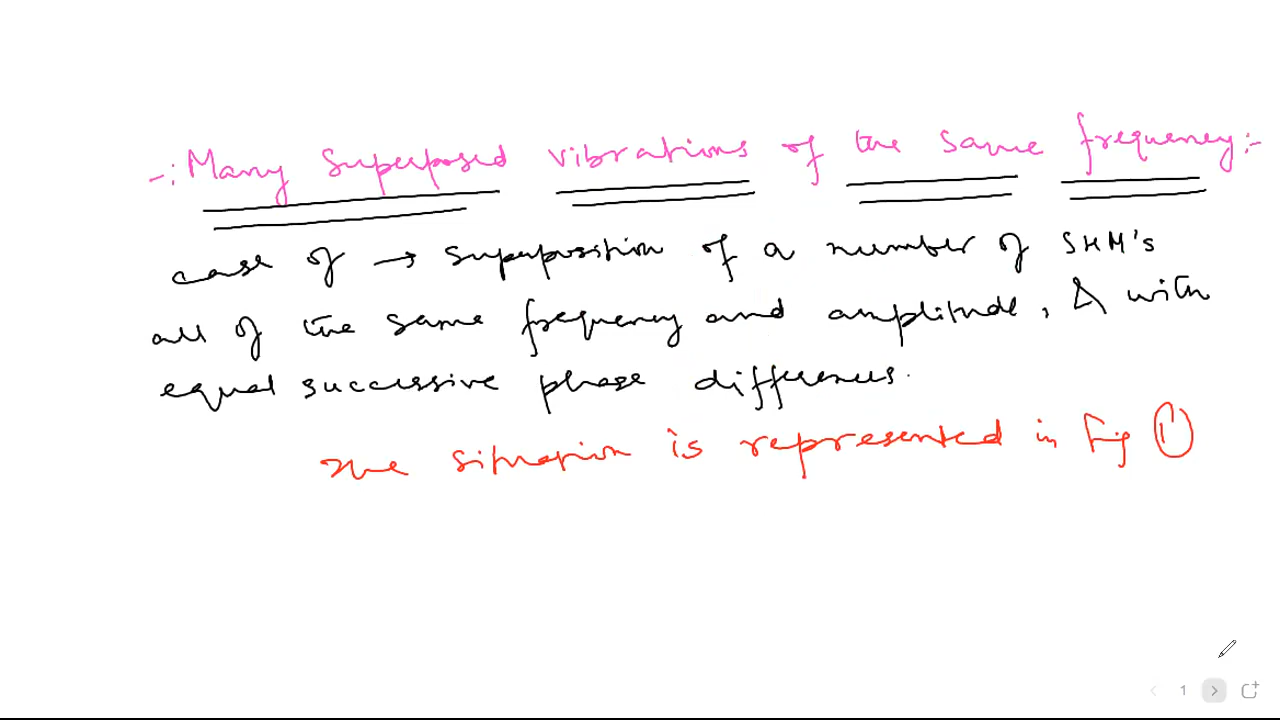 -: Many Superposed vibrations of the same frequency:-
case of → superposition of a number of SHM's
all of the same frequency and amplitude, & with
equal successive phase differences.
The situation is represented in Fig ①
1